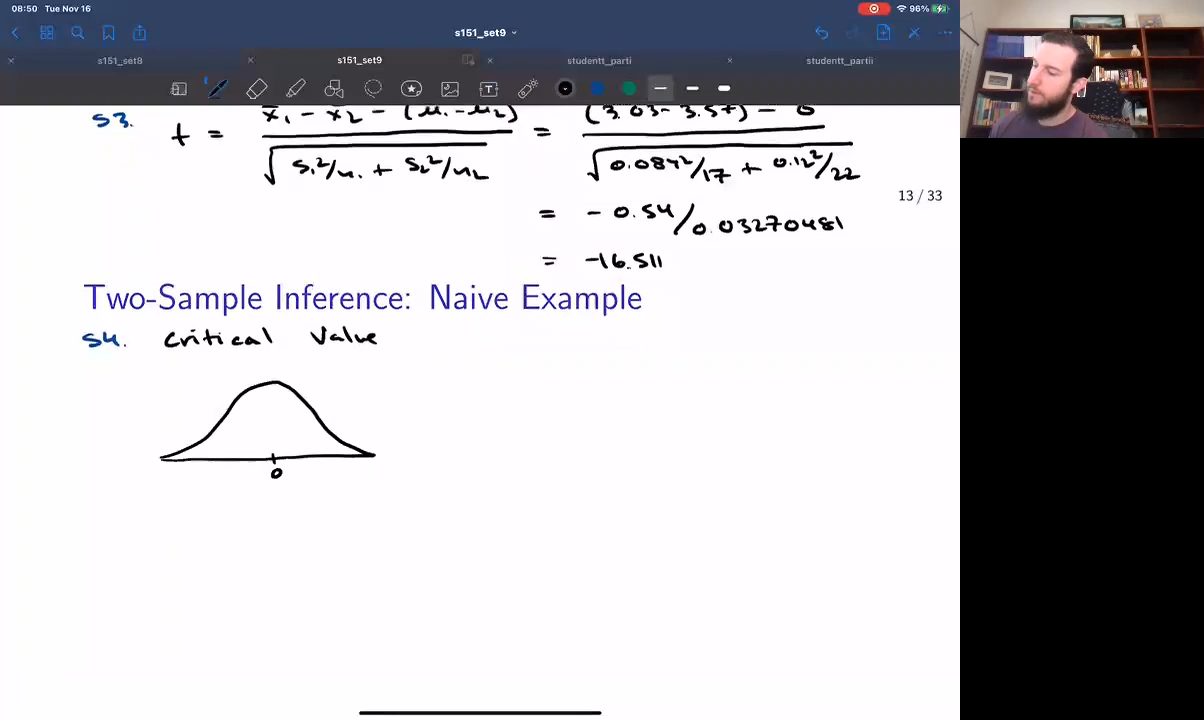 08:50 Tue Nov 16
96%
s151_set9
s151_set8
s151_set9
studentt_parti
studentt_partii
s3. t = x̄₁ - x̄₂ - (μ₁ - μ₂) / √(s₁²/n₁ + s₂²/n₂) = (3.03 - 3.57) - 0 / √(0.084²/17 + 0.12²/22)
13 / 33
= -0.54/0.03270481
= -16.511
Two-Sample Inference: Naive Example
s4. Critical Value
0